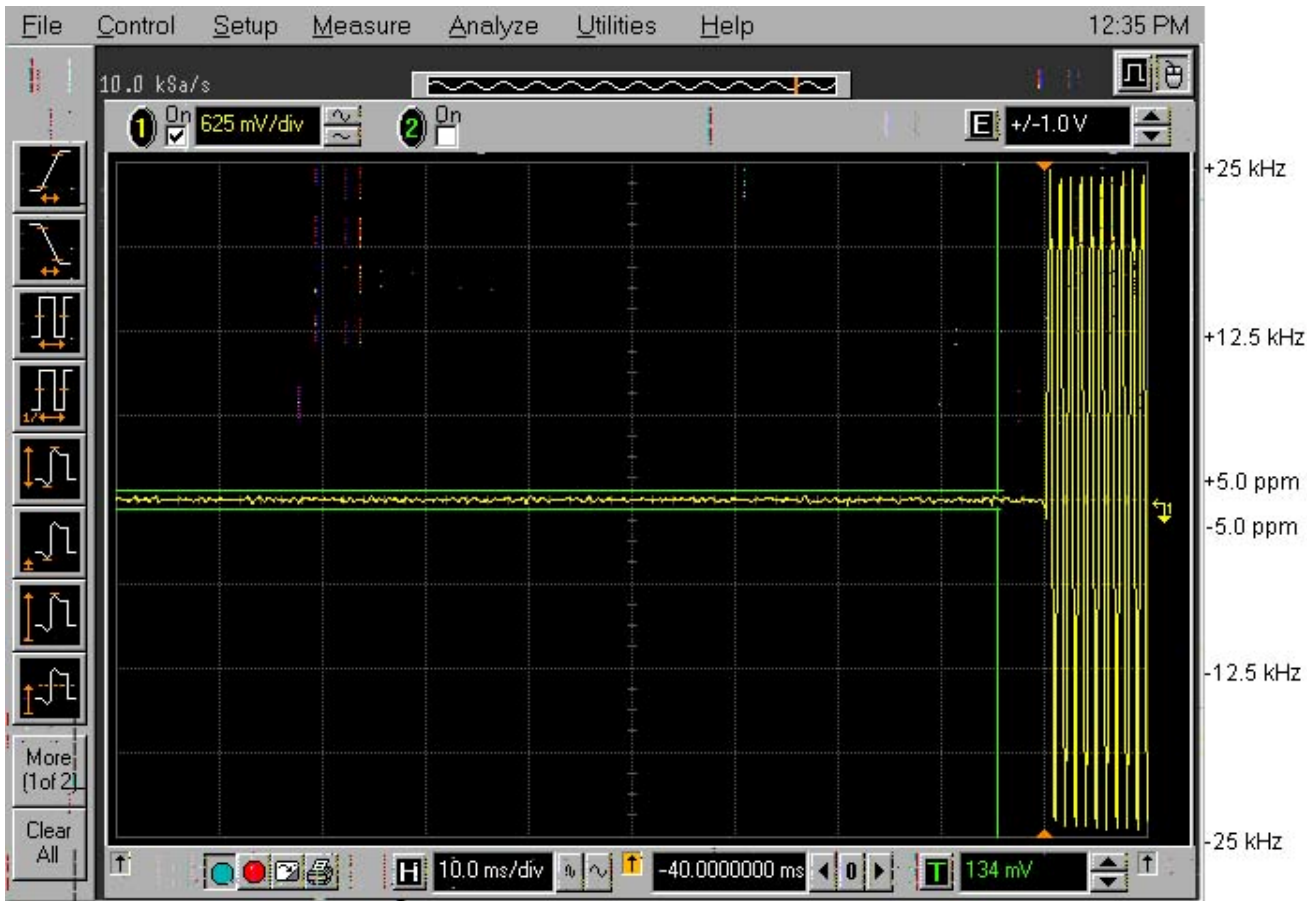 File Control Setup Measure Analyze Utilities Help 12:35 PM
10.0 kSa/s
1 On 625 mV/div 2 On E +/-1.0 V
+25 kHz
+12.5 kHz
1/
+5.0 ppm
1
-5.0 ppm
-12.5 kHz
More
(1of 2)
Clear
All
-25 kHz
H 10.0 ms/div -40.0000000 ms 0 T 134 mV